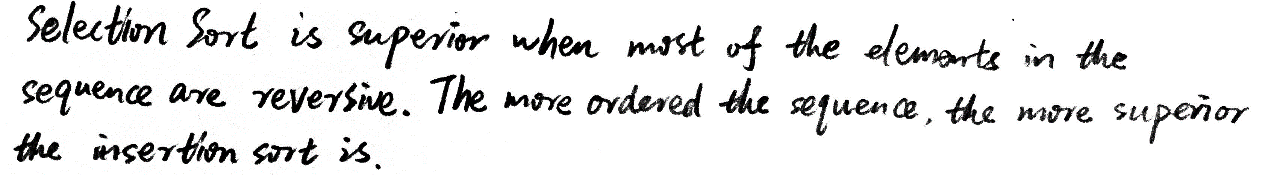 Selection Sort is superior when most of the elements in the
sequence are reversive. The more ordered the sequence, the more superior
the insertion sort is.